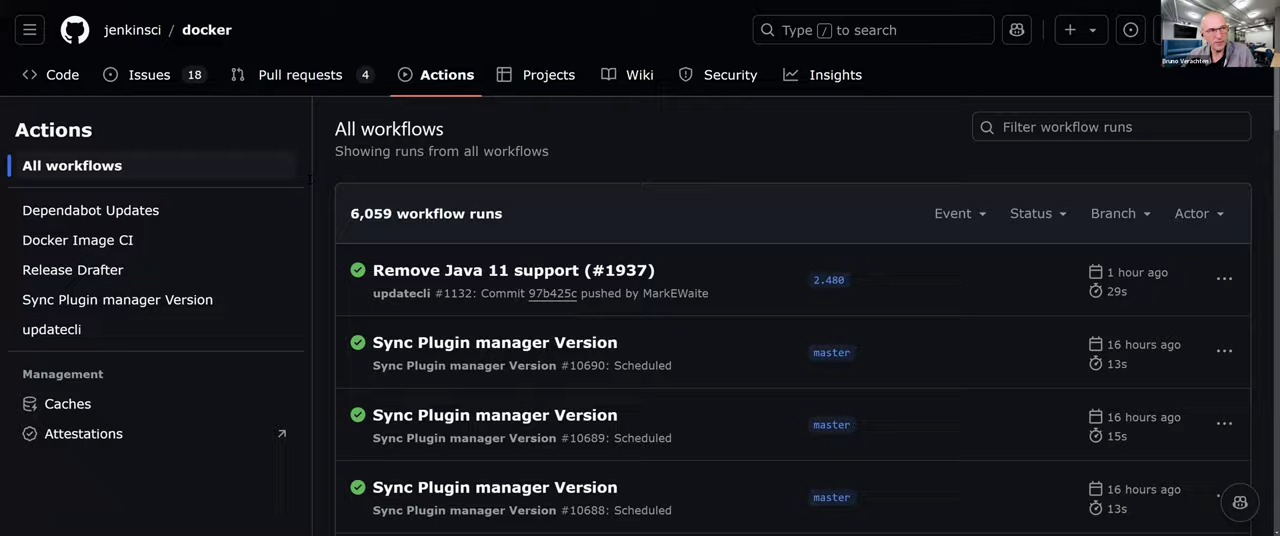 jenkinsci / docker
Type / to search
Bruno Verachten
Code
Issues 18
Pull requests 4
Actions
Projects
Wiki
Security
Insights
Actions
All workflows
Dependabot Updates
Docker Image CI
Release Drafter
Sync Plugin manager Version
updatecli
Management
Caches
Attestations
All workflows
Showing runs from all workflows
Filter workflow runs
6,059 workflow runs
Event
Status
Branch
Actor
Remove Java 11 support (#1937)
updatecli #1132: Commit 97b425c pushed by MarkEWaite
2.480
1 hour ago
29s
Sync Plugin manager Version
Sync Plugin manager Version #10690: Scheduled
master
16 hours ago
13s
Sync Plugin manager Version
Sync Plugin manager Version #10689: Scheduled
master
16 hours ago
15s
Sync Plugin manager Version
Sync Plugin manager Version #10688: Scheduled
master
16 hours ago
13s